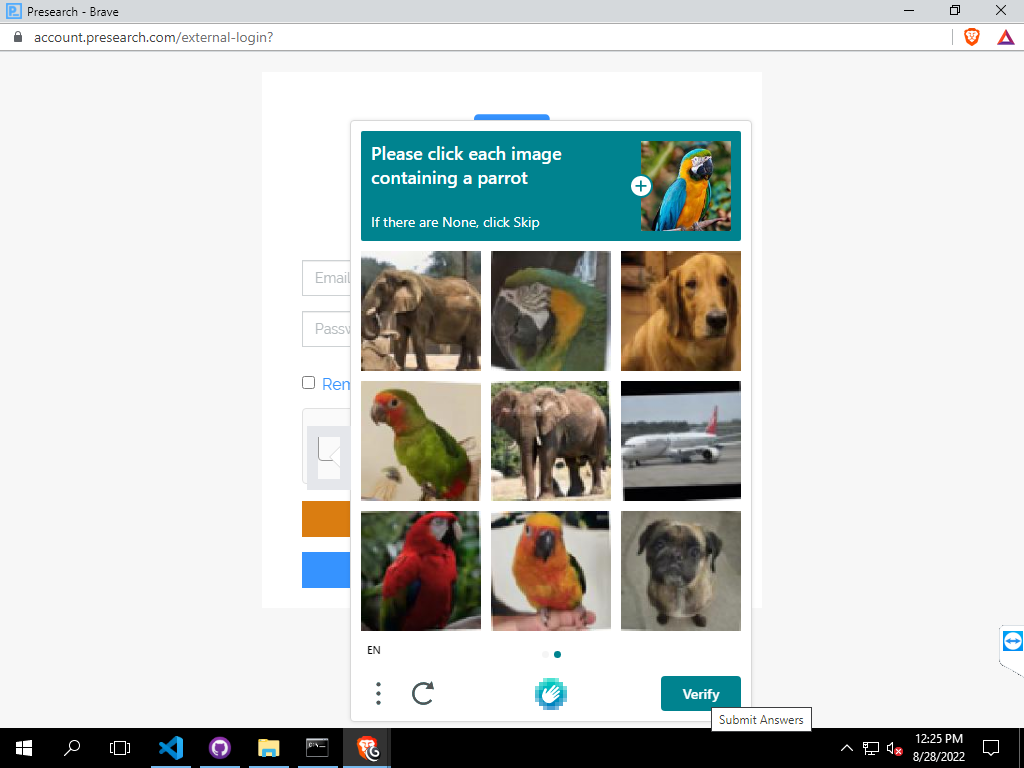 Presearch - Brave
account.presearch.com/external-login?
Please click each image
containing a parrot
If there are None, click Skip
Email
Rem
EN
Verify
Submit Answers
12:25 PM
8/28/2022